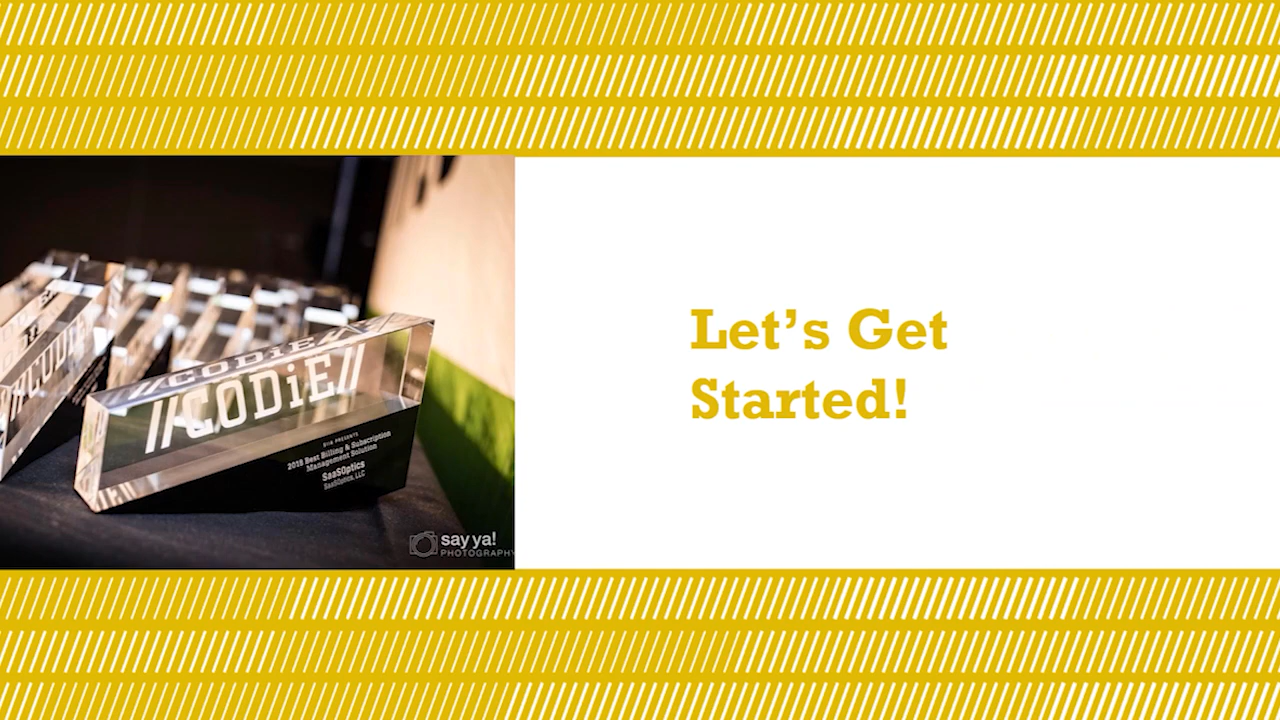 //CODiE//
//CODiE//
SIIA PRESENTS
2018 Best Billing & Subscription
Management Solution
SaaSOptics
SaaSOptics, LLC
say ya!
PHOTOGRAPHY
Let's Get
Started!